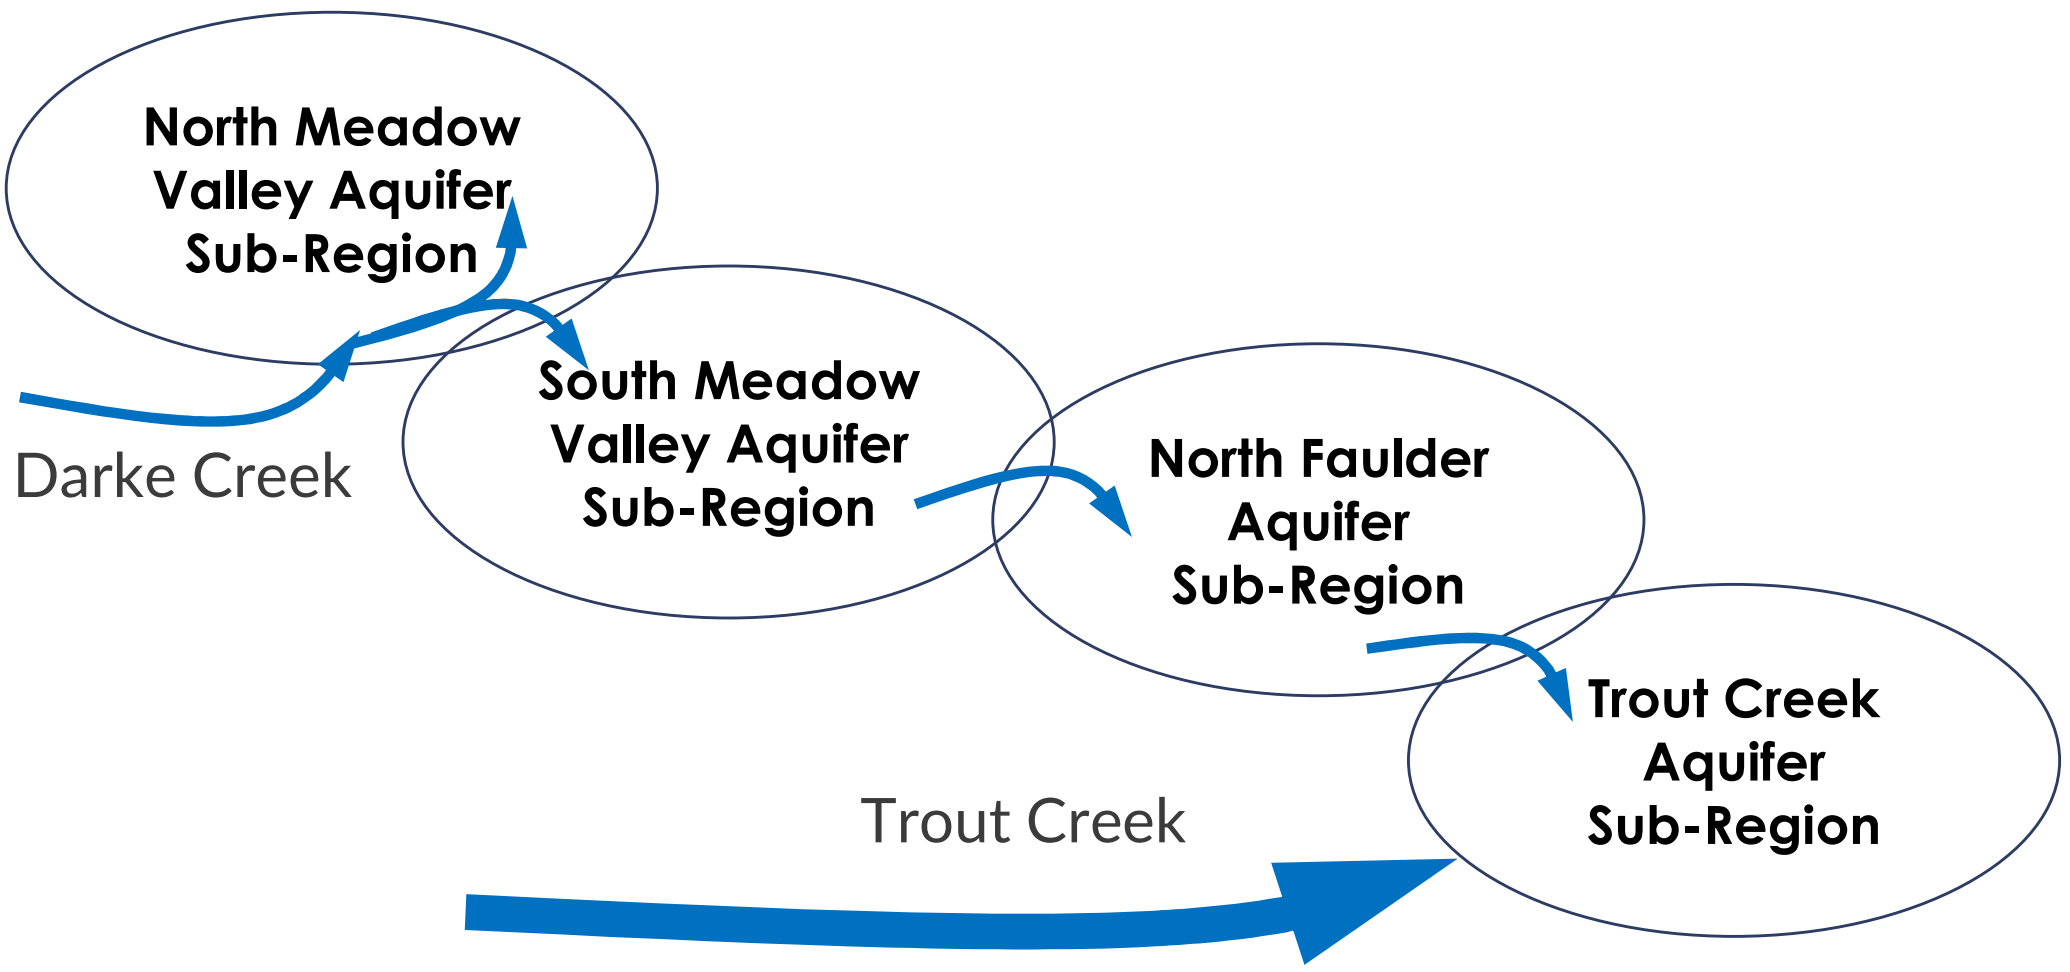 North Meadow
Valley Aquifer
Sub-Region
South Meadow
Valley Aquifer
Sub-Region
Darke Creek
North Faulder
Aquifer
Sub-Region
Trout Creek
Aquifer
Sub-Region
Trout Creek